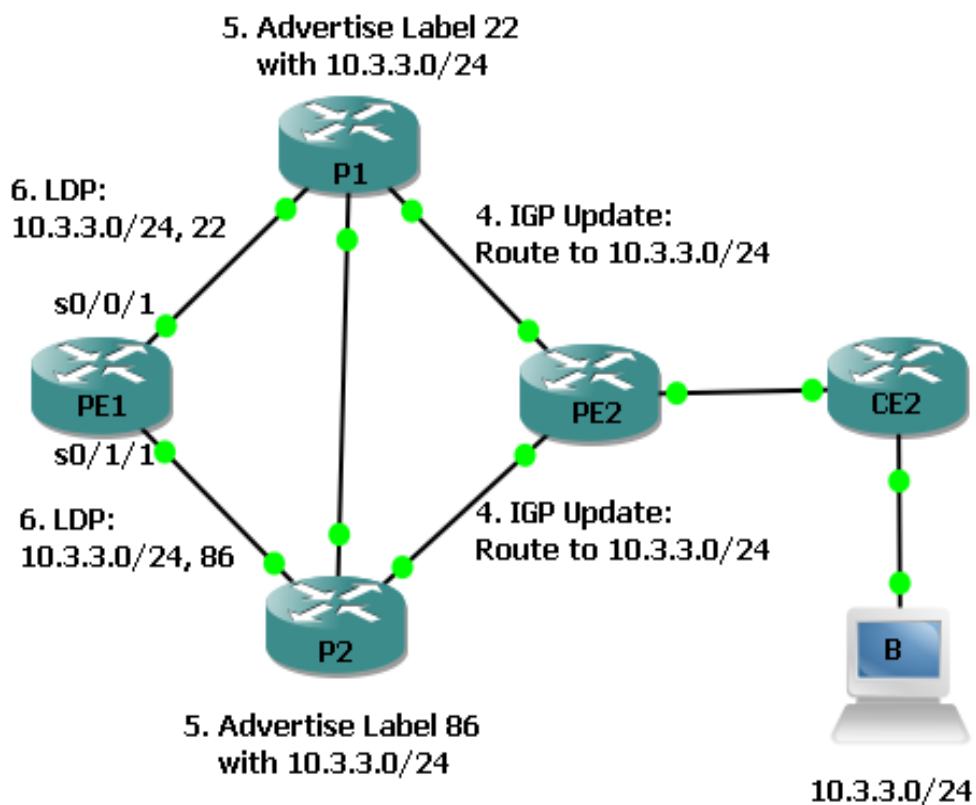 5. Advertise Label 22
with 10.3.3.0/24
P1
6. LDP:
10.3.3.0/24, 22
4. IGP Update:
Route to 10.3.3.0/24
s0/0/1
PE1
PE2
CE2
s0/1/1
6. LDP:
10.3.3.0/24, 86
4. IGP Update:
Route to 10.3.3.0/24
P2
B
5. Advertise Label 86
with 10.3.3.0/24
10.3.3.0/24